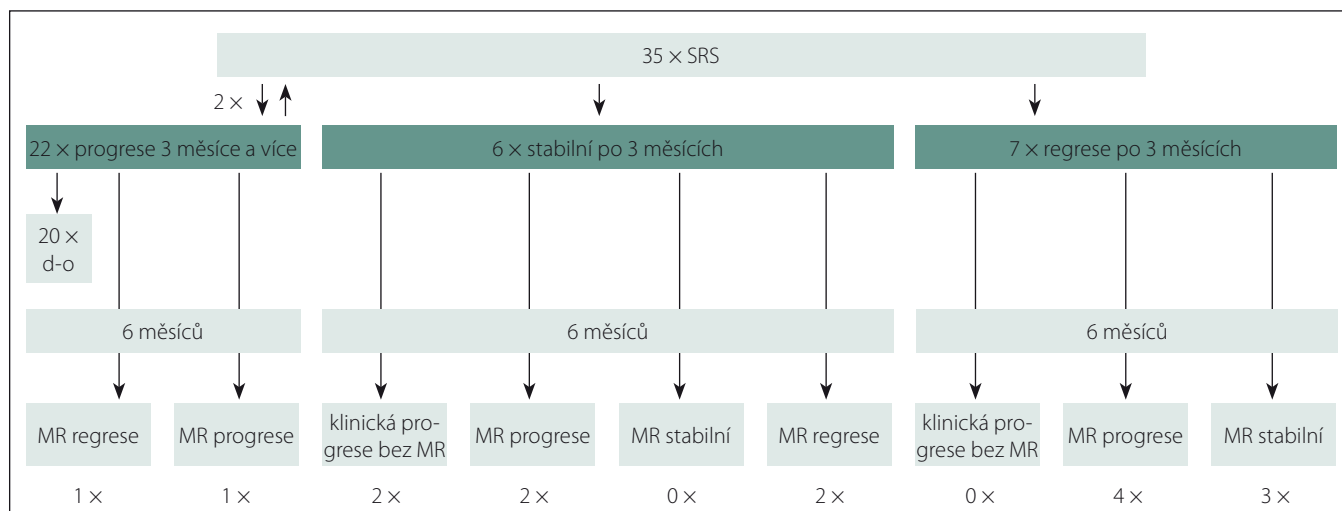 35 × SRS
2 ×
22 × progrese 3 měsíce a více
6 × stabilní po 3 měsících
7 × regrese po 3 měsících
20 ×
d-o
6 měsíců
6 měsíců
6 měsíců
MR regrese
MR progrese
klinická pro-
grese bez MR
MR progrese
MR stabilní
MR regrese
klinická pro-
grese bez MR
MR progrese
MR stabilní
1 ×
1 ×
2 ×
2 ×
0 ×
2 ×
0 ×
4 ×
3 ×